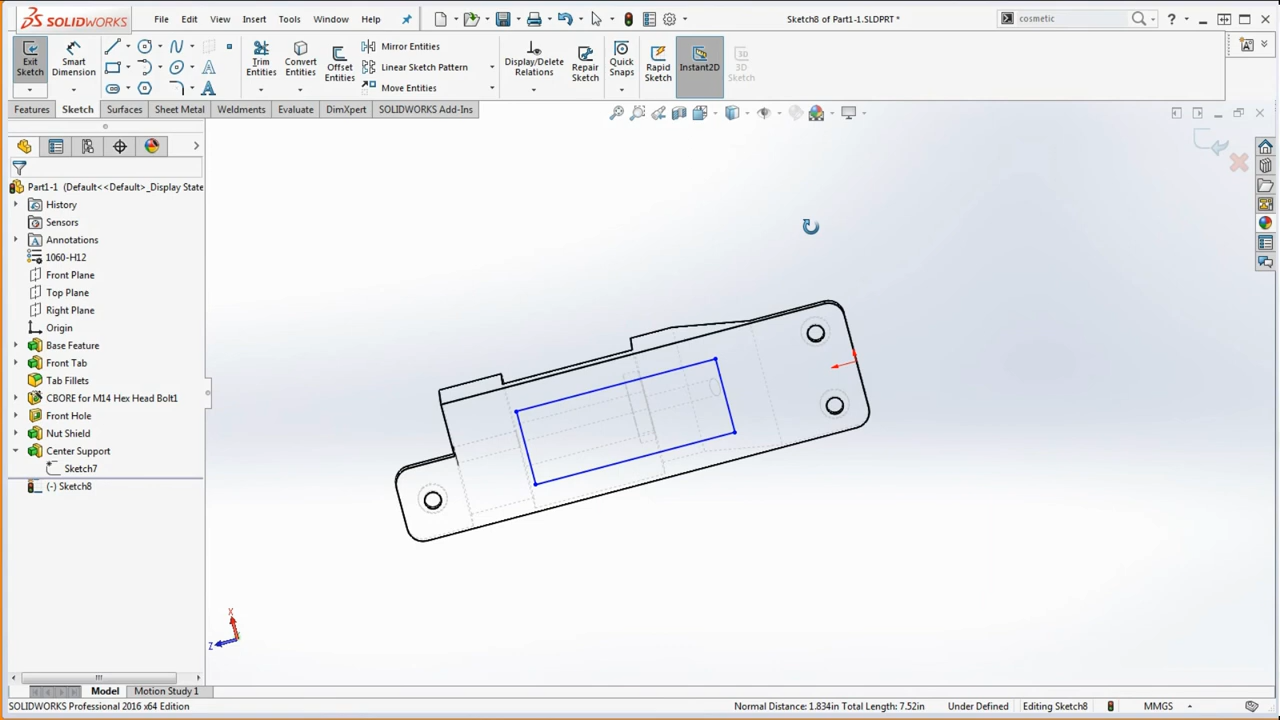 SOLIDWORKS
File Edit View Insert Tools Window Help
Sketch8 of Part1-1.SLDPRT *
cosmetic
?
Exit Sketch
Smart Dimension
Trim Entities
Convert Entities
Offset Entities
Mirror Entities
Linear Sketch Pattern
Move Entities
Display/Delete Relations
Repair Sketch
Quick Snaps
Rapid Sketch
Instant2D
3D Sketch
Features Sketch Surfaces Sheet Metal Weldments Evaluate DimXpert SOLIDWORKS Add-Ins
Part1-1 (Default<<Default>_Display State
History
Sensors
Annotations
1060-H12
Front Plane
Top Plane
Right Plane
Origin
Base Feature
Front Tab
Tab Fillets
CBORE for M14 Hex Head Bolt1
Front Hole
Nut Shield
Center Support
Sketch7
(-) Sketch8
X
Z
Model Motion Study 1
SOLIDWORKS Professional 2016 x64 Edition
Normal Distance: 1.834in Total Length: 7.52in Under Defined Editing Sketch8 MMGS